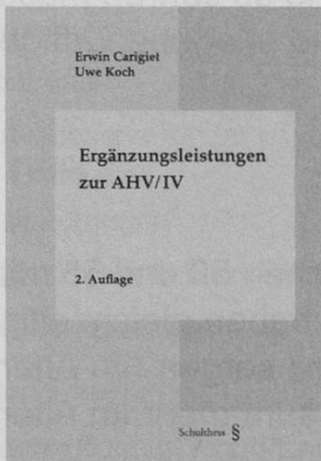 Erwin Carigiet
Uwe Koch
Ergänzungsleistungen
zur AHV/IV
2. Auflage
Schulthess §